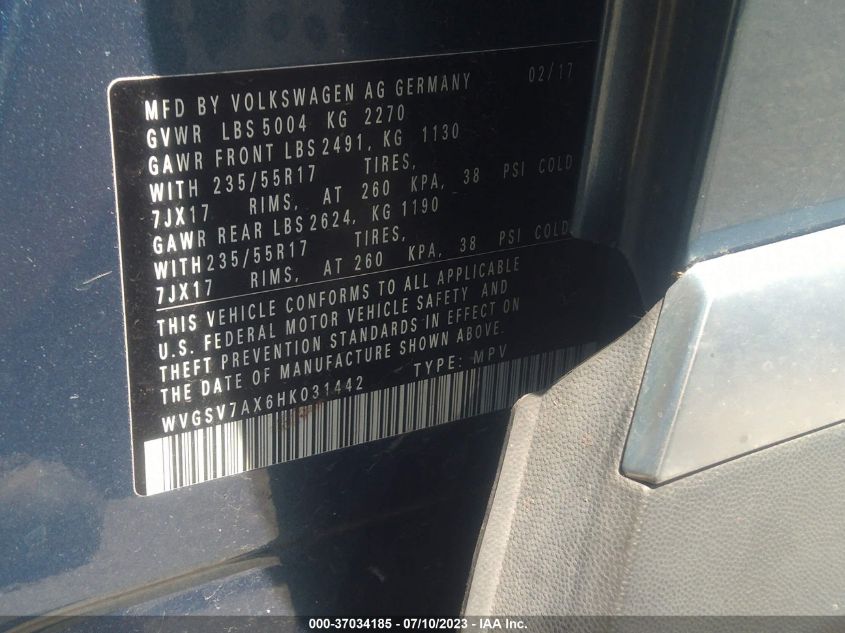 MFD BY VOLKSWAGEN AG GERMANY 02/17
GVWR LBS 5004 KG 2270
GAWR FRONT LBS 2491, KG 1130
WITH 235/55R17 TIRES,
7JX17 RIMS, AT 260 KPA, 38 PSI COLD
GAWR REAR LBS 2624, KG 1190
WITH 235/55R17 TIRES,
7JX17 RIMS, AT 260 KPA, 38 PSI COLD
THIS VEHICLE CONFORMS TO ALL APPLICABLE
U.S. FEDERAL MOTOR VEHICLE SAFETY AND
THEFT PREVENTION STANDARDS IN EFFECT ON
THE DATE OF MANUFACTURE SHOWN ABOVE.
WVGSV7AX6HK031442 TYPE: MPV
000-37034185 - 07/10/2023 - IAA Inc.